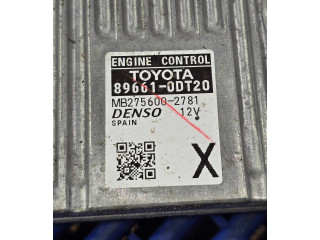 ENGINE CONTROL
TOYOTA
89661-0DT20
MB275600-2781
DENSO 12V
SPAIN
X